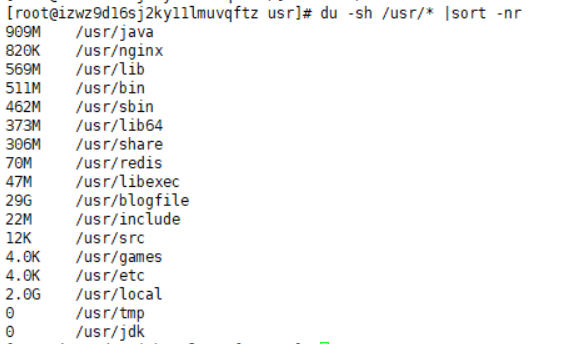 [root@izwz9d16sj2ky11lmuvqftz usr]# du -sh /usr/* |sort -nr
909M /usr/java
820K /usr/nginx
569M /usr/lib
511M /usr/bin
462M /usr/sbin
373M /usr/lib64
306M /usr/share
70M /usr/redis
47M /usr/libexec
29G /usr/blogfile
22M /usr/include
12K /usr/src
4.0K /usr/games
4.0K /usr/etc
2.0G /usr/local
0 /usr/tmp
0 /usr/jdk